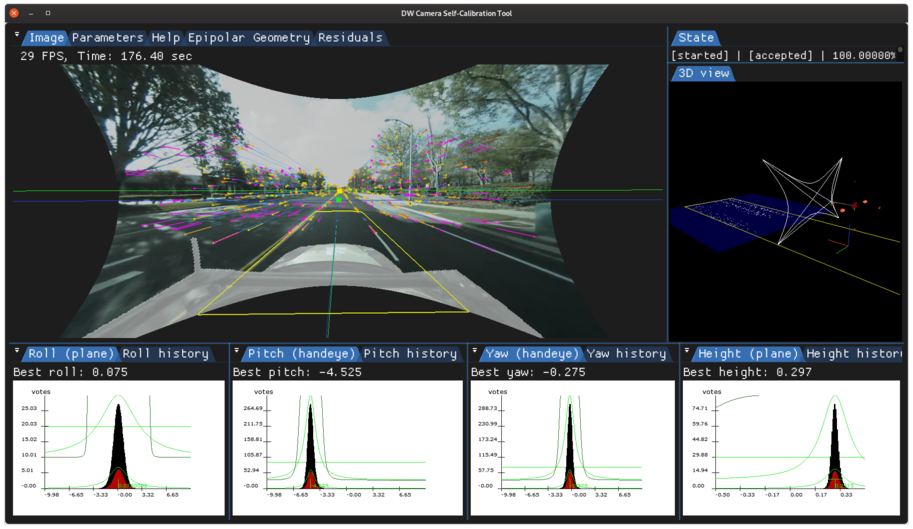 DW Camera Self-Calibration Tool
Image Parameters Help Epipolar Geometry Residuals
29 FPS, Time: 176.40 sec
State
[started] | [accepted] | 100.00000%
3D view
Roll (plane) Roll history
Best roll: 0.075
votes
25.03
20.03
15.02
10.01
5.01
-0.00
-9.98 -6.65 -3.33 -0.00 3.32 6.65
Pitch (handeye) Pitch history
Best pitch: -4.525
votes
264.69
211.75
158.81
105.87
52.94
-0.00
-9.98 -6.65 -3.33 -0.00 3.32 6.65
Yaw (handeye) Yaw history
Best yaw: -0.275
votes
288.73
230.99
173.24
115.49
57.75
-0.00
-9.98 -6.65 -3.33 -0.00 3.32 6.65
Height (plane) Height histor
Best height: 0.297
votes
74.71
59.76
44.82
29.88
14.94
0.00
-0.50 -0.33 0.00 0.17 0.33